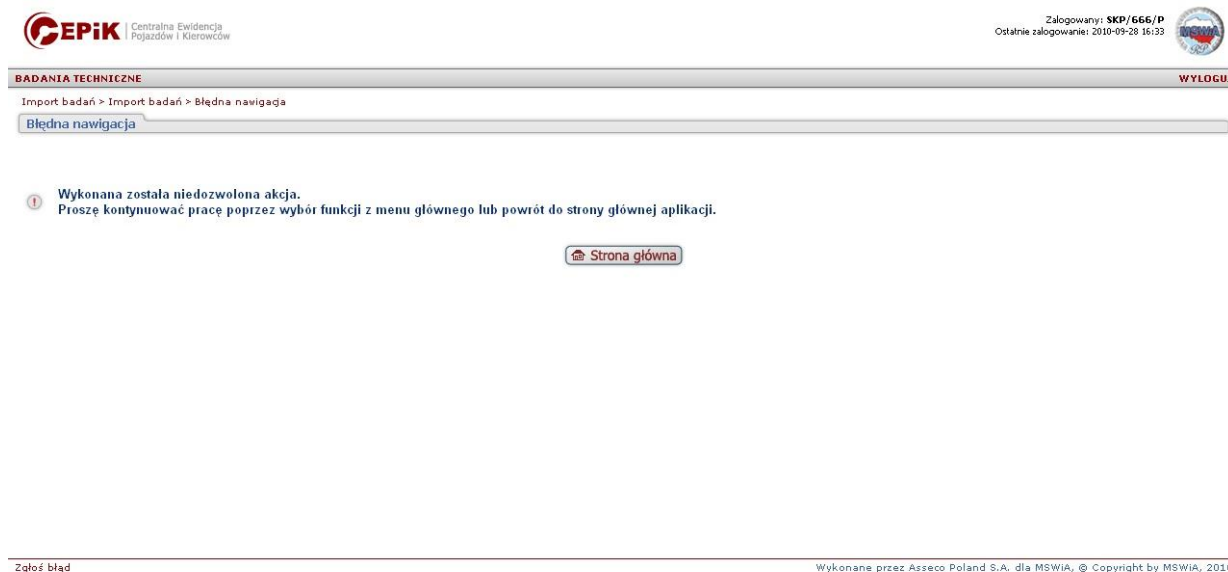 CEPiK Centralna Ewidencja
Pojazdów i Kierowców
Zalogowany: SKP/666/P
Ostatnie zalogowanie: 2010-09-28 16:33
MSWiA
BADANIA TECHNICZNE
WYLOGU
Import badań > Import badań > Błędna nawigacja
Błędna nawigacja
Wykonana została niedozwolona akcja.
Proszę kontynuować pracę poprzez wybór funkcji z menu głównego lub powrót do strony głównej aplikacji.
Strona główna
Zgłoś błąd
Wykonane przez Asseco Poland S.A. dla MSWiA, © Copyright by MSWiA, 2010